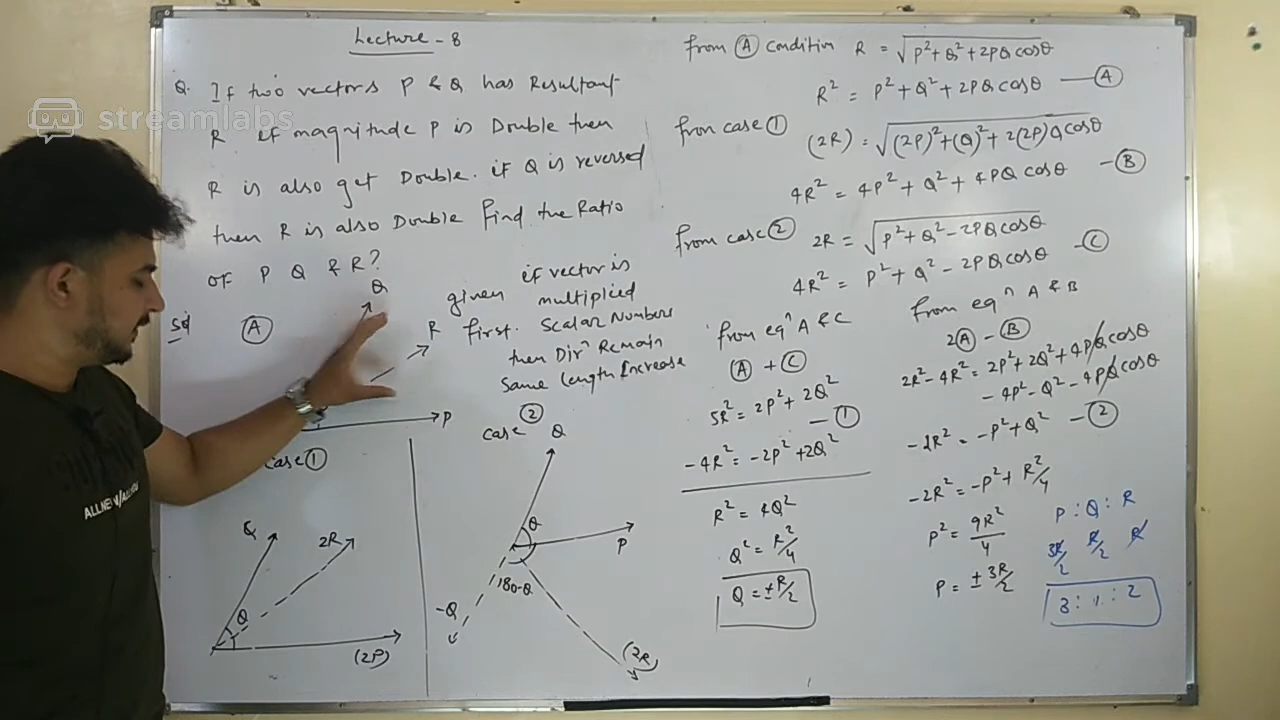 streamlabs
Lecture - 8
Q. If two vectors P & Q has Resultant
R if magnitude P is Double then
R is also get Double. if Q is reversed
then R is also Double Find the Ratio
of P Q & R?
Sol
A
Q
R
P
given if vector is
multiplied
first. Scalar Numbers
then Dirⁿ Remain
Same length Increase
case ①
Q
2R
θ
(2P)
case ②
Q
θ
P
180-θ
-Q
(2R)
from Ⓐ condition R = √P²+Q²+2PQ cosθ
R² = P²+Q²+2PQ cosθ — Ⓐ
from case ① (2R) = √(2P)²+(Q)²+2(2P)Q cosθ
4R² = 4P²+Q²+4PQ cosθ — Ⓑ
from case ② 2R = √P²+Q²-2PQ cosθ
4R² = P²+Q²-2PQ cosθ — Ⓒ
from eqⁿ A & C
Ⓐ + Ⓒ
5R² = 2P²+2Q² — ①
-4R² = -2P²+2Q²
R² = 4Q²
Q² = R²/4
Q = ±R/2
from eqⁿ A & B
2Ⓐ - Ⓑ
2R²-4R² = 2P²+2Q²+4PQ cosθ
- 4P²-Q²-4PQ cosθ
-2R² = -P²+Q² — ②
-2R² = -P²+R²/4
P² = 9R²/4
P = ±3R/2
P : Q : R
3R/2 R/2 R
3 : 1 : 2